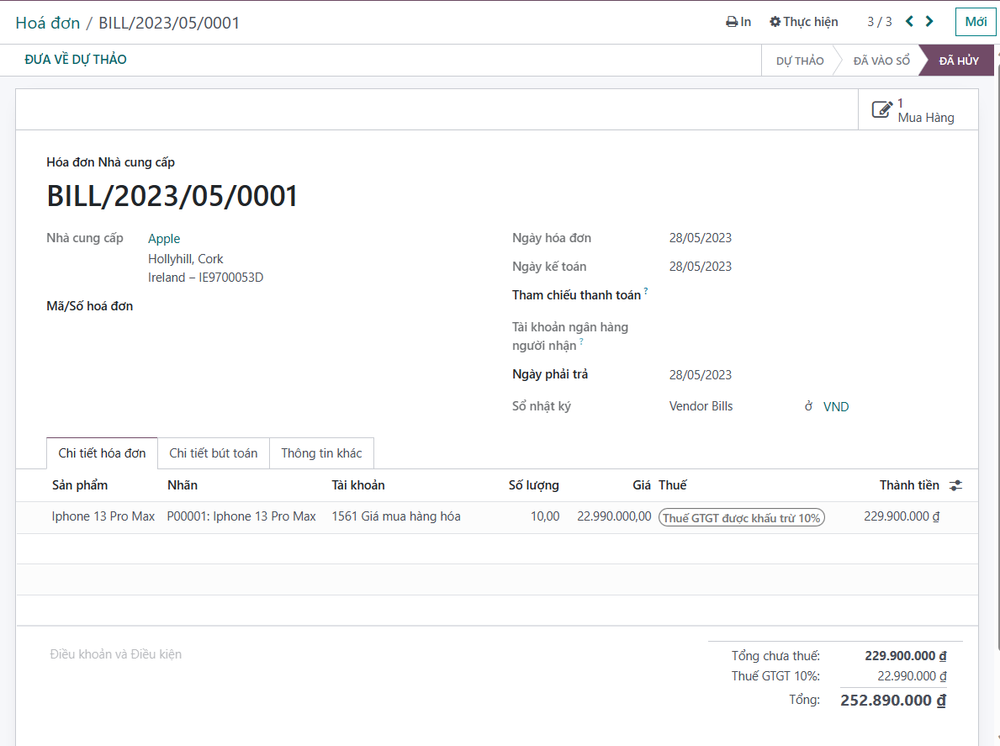 Hoá đơn / BILL/2023/05/0001
In Thực hiện 3 / 3 Mới
ĐƯA VỀ DỰ THẢO
DỰ THẢO ĐÃ VÀO SỔ ĐÃ HỦY
1
Mua Hàng
Hóa đơn Nhà cung cấp
BILL/2023/05/0001
Nhà cung cấp Apple
Hollyhill, Cork
Ireland – IE9700053D
Mã/Số hoá đơn
Ngày hóa đơn 28/05/2023
Ngày kế toán 28/05/2023
Tham chiếu thanh toán ?
Tài khoản ngân hàng
người nhận ?
Ngày phải trả 28/05/2023
Sổ nhật ký Vendor Bills ở VND
Chi tiết hóa đơn Chi tiết bút toán Thông tin khác
Sản phẩm Nhãn Tài khoản Số lượng Giá Thuế Thành tiền
Iphone 13 Pro Max P00001: Iphone 13 Pro Max 1561 Giá mua hàng hóa 10,00 22.990.000,00 Thuế GTGT được khấu trừ 10% 229.900.000 ₫
Điều khoản và Điều kiện
Tổng chưa thuế: 229.900.000 ₫
Thuế GTGT 10%: 22.990.000 ₫
Tổng: 252.890.000 ₫